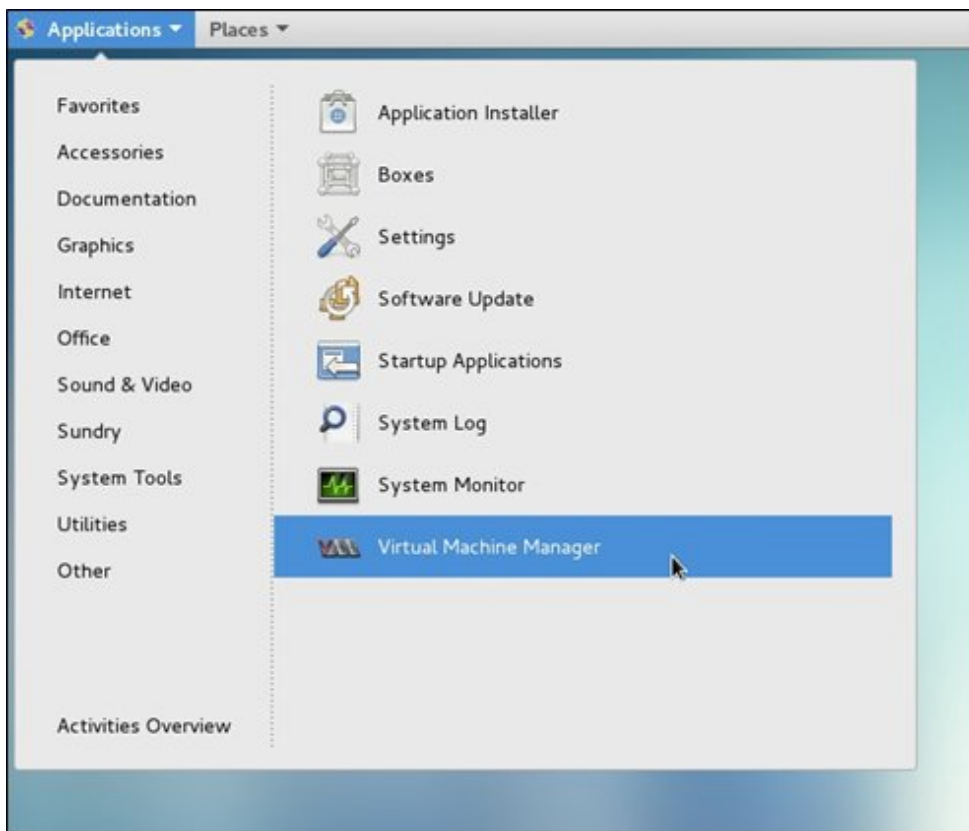 Applications Places
Favorites
Accessories
Documentation
Graphics
Internet
Office
Sound & Video
Sundry
System Tools
Utilities
Other
Activities Overview
Application Installer
Boxes
Settings
Software Update
Startup Applications
System Log
System Monitor
Virtual Machine Manager